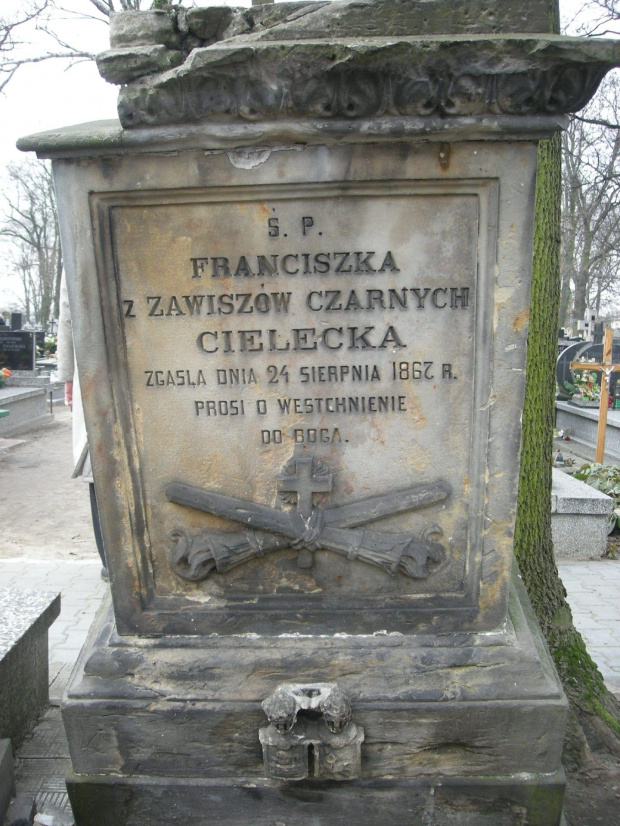 Ś. P.
FRANCISZKA
Z ZAWISZÓW CZARNYCH
CIELECKA
ZGASŁA DNIA 24 SIERPNIA 1867 R.
PROSI O WESTCHNIENIE
DO BOGA.